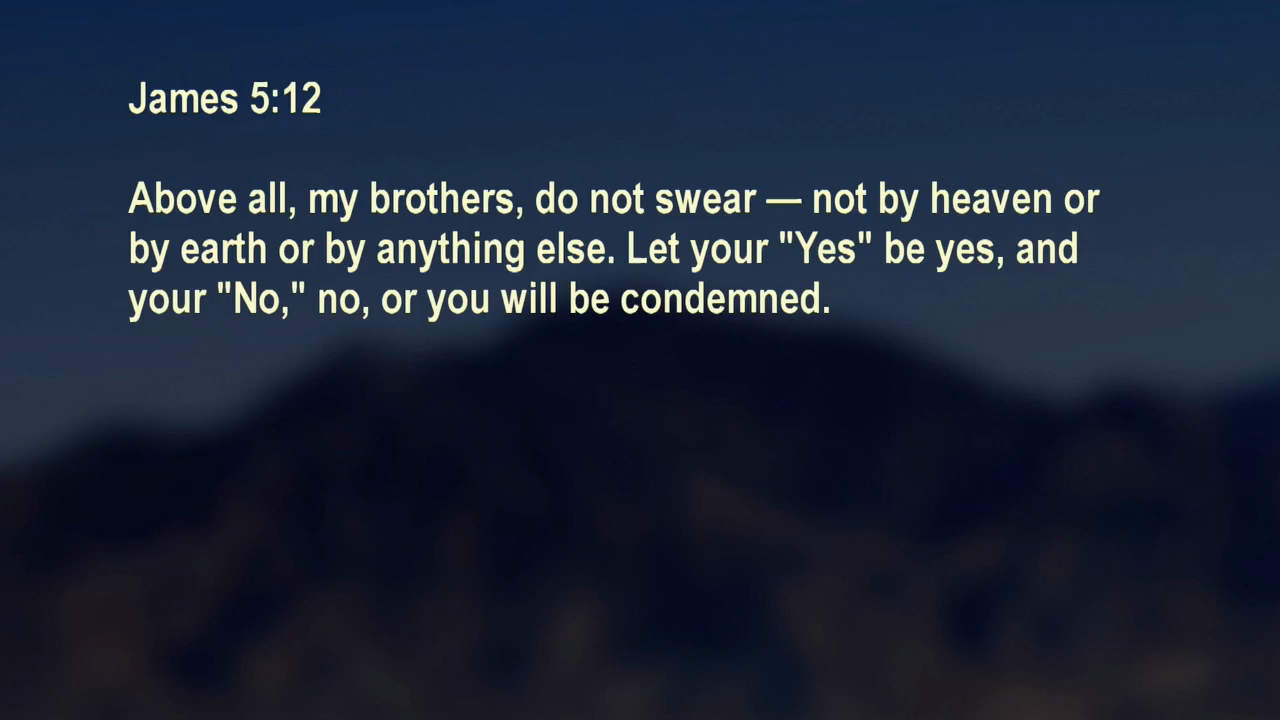 James 5:12
Above all, my brothers, do not swear — not by heaven or
by earth or by anything else. Let your "Yes" be yes, and
your "No," no, or you will be condemned.